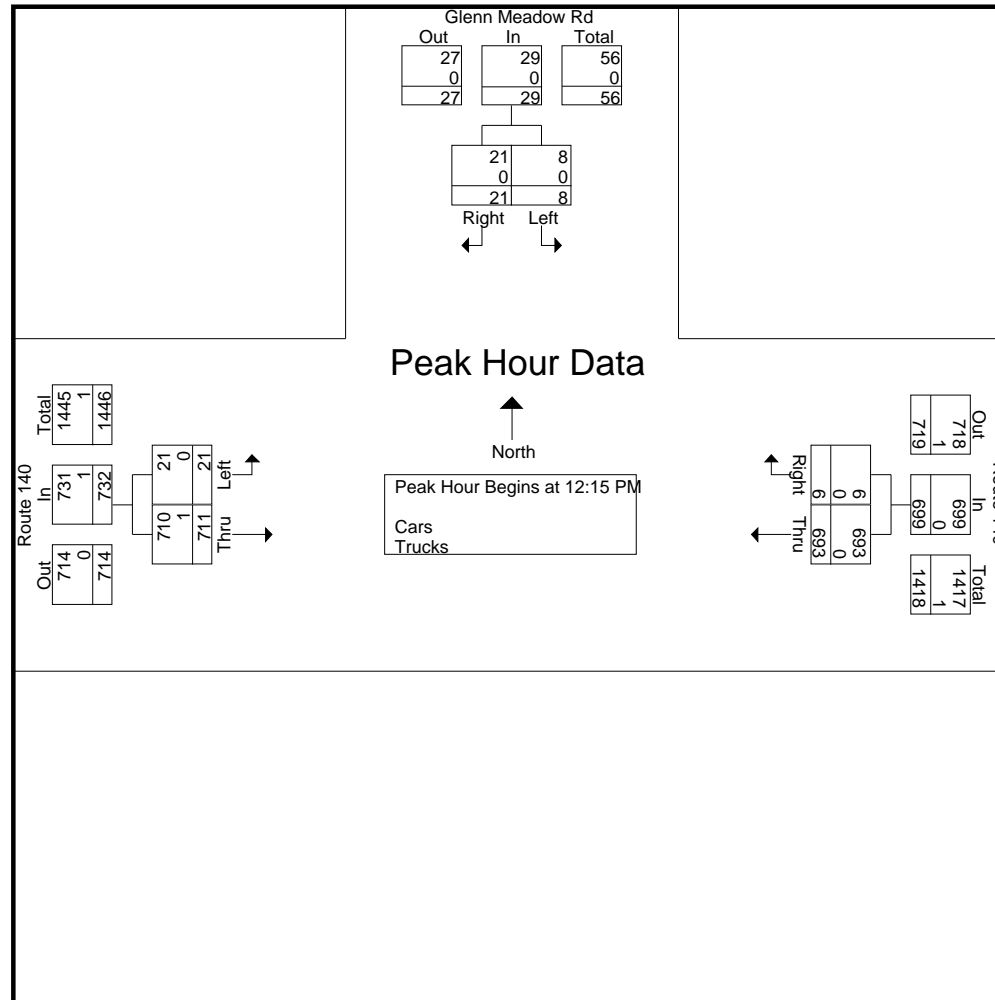 Glenn Meadow Rd
Out In Total
27 29 56
0 0 0
27 29 56
21 8
0 0
21 8
Right Left
Peak Hour Data
North
Peak Hour Begins at 12:15 PM
Cars
Trucks
Route 140
Total
1445
1
1446
In
731
1
732
Out
714
0
714
Left
21
0
21
Thru
710
1
711
Right
6
0
6
Thru
693
0
693
Out
718
1
719
In
699
0
699
Total
1417
1
1418